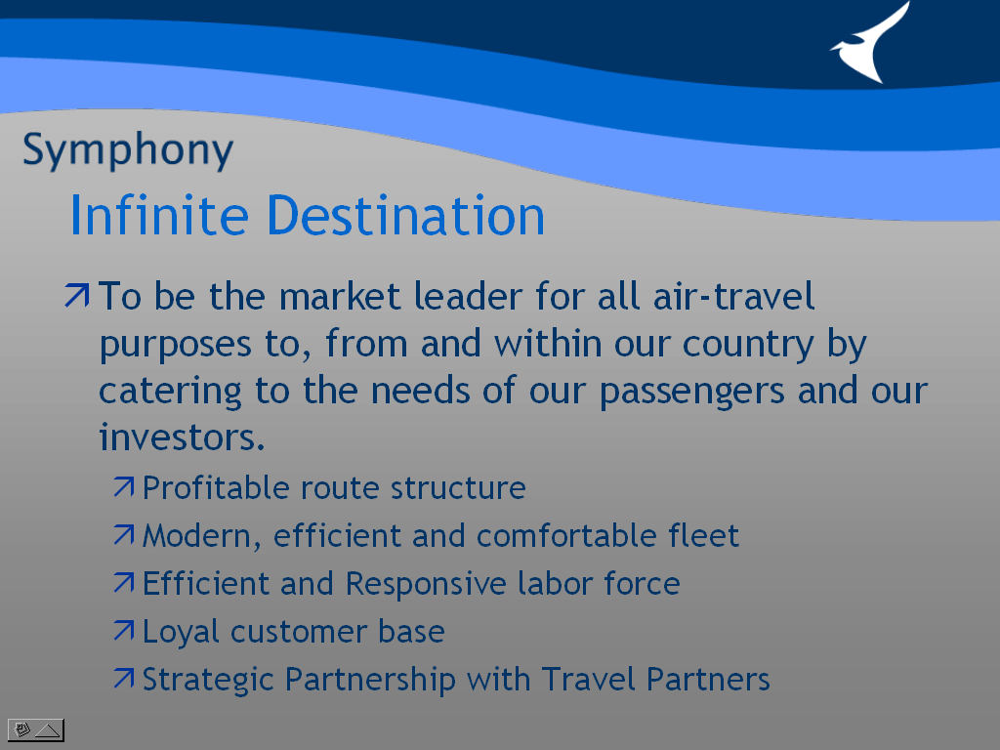 Symphony
Infinite Destination
To be the market leader for all air-travel
purposes to, from and within our country by
catering to the needs of our passengers and our
investors.
Profitable route structure
Modern, efficient and comfortable fleet
Efficient and Responsive labor force
Loyal customer base
Strategic Partnership with Travel Partners